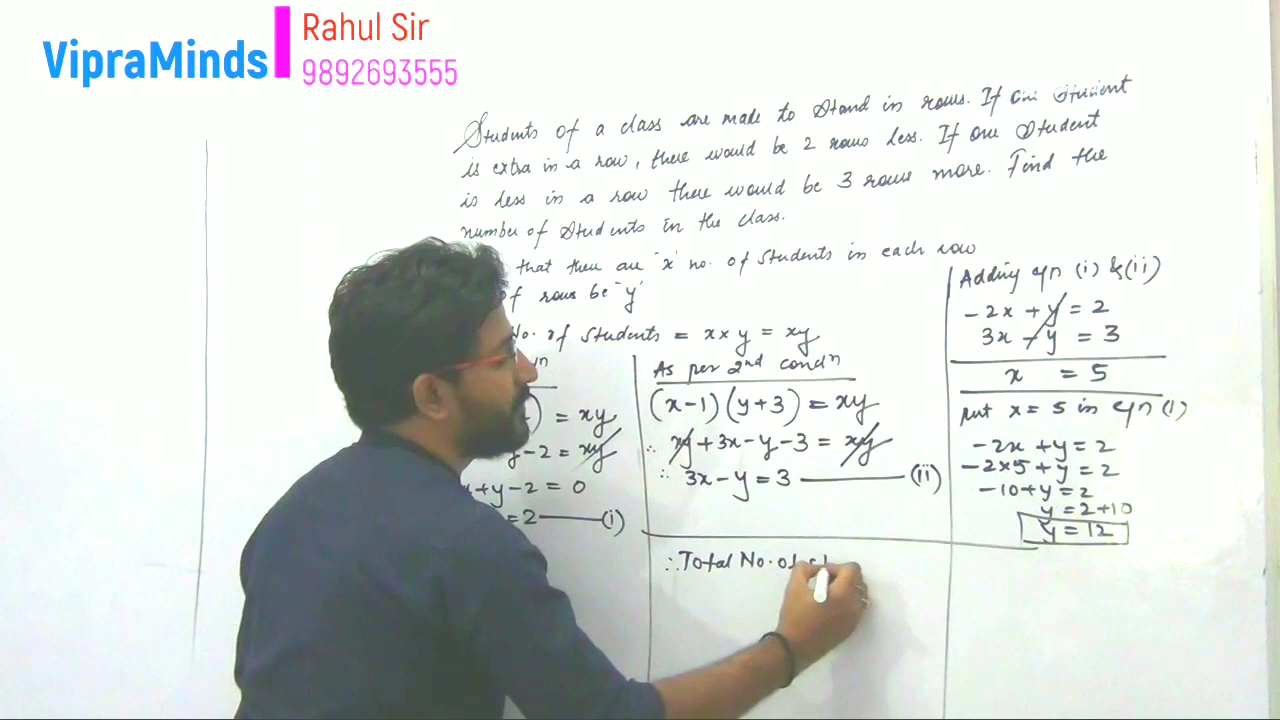 VipraMinds
Rahul Sir
9892693555
Students of a class are made to stand in rows. If one student
is extra in a row, there would be 2 rows less. If one student
is less in a row there would be 3 rows more. Find the
number of students in the class.
that there are 'x' no. of students in each row
of rows be 'y'
No. of students = x × y = xy
) = xy
y - 2 = xy
+y - 2 = 0
= 2 (i)
As per 2nd condn
(x-1)(y+3) = xy
∴ xy + 3x - y - 3 = xy
∴ 3x - y = 3 (ii)
Adding eqn (i) & (ii)
-2x + y = 2
3x - y = 3
x = 5
put x = 5 in eqn (i)
-2x + y = 2
-2×5 + y = 2
-10 + y = 2
y = 2 + 10
y = 12
∴ Total No. of st